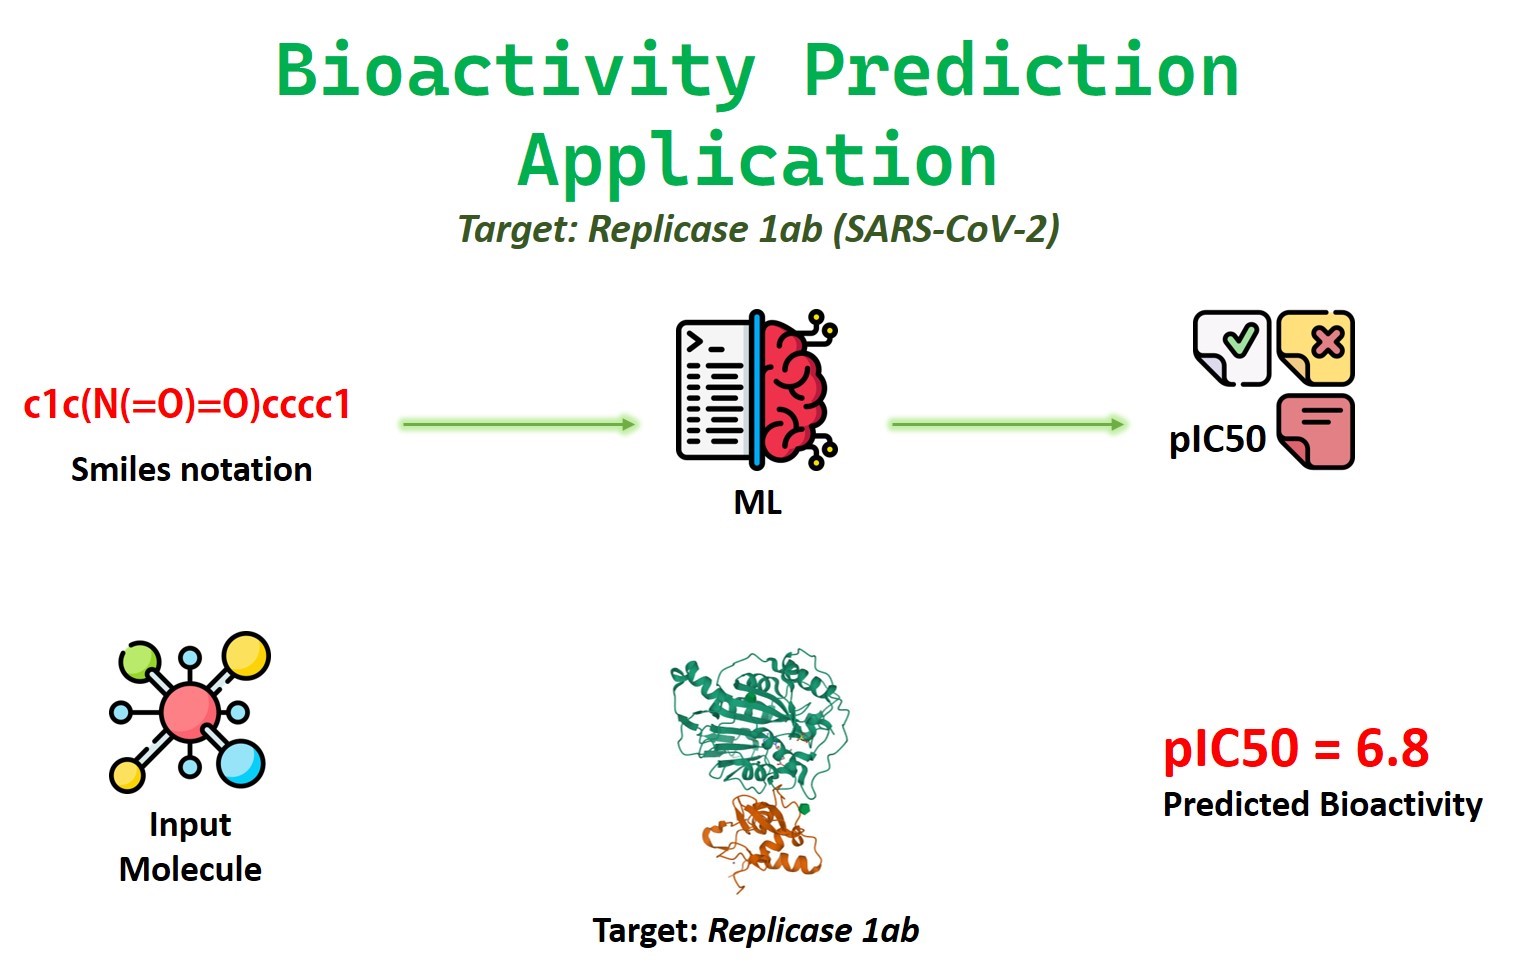 Bioactivity Prediction
Application
Target: Replicase 1ab (SARS-CoV-2)
c1c(N(=O)=O)cccc1
Smiles notation
ML
pIC50
Input
Molecule
Target: Replicase 1ab
pIC50 = 6.8
Predicted Bioactivity